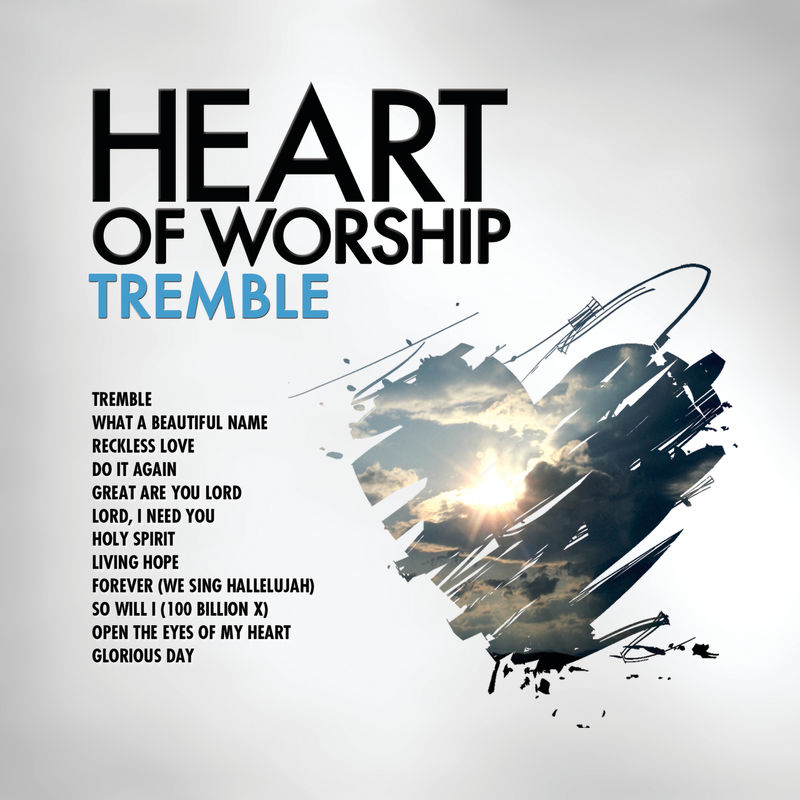 HEART
OF WORSHIP
TREMBLE
TREMBLE
WHAT A BEAUTIFUL NAME
RECKLESS LOVE
DO IT AGAIN
GREAT ARE YOU LORD
LORD, I NEED YOU
HOLY SPIRIT
LIVING HOPE
FOREVER (WE SING HALLELUJAH)
SO WILL I (100 BILLION X)
OPEN THE EYES OF MY HEART
GLORIOUS DAY